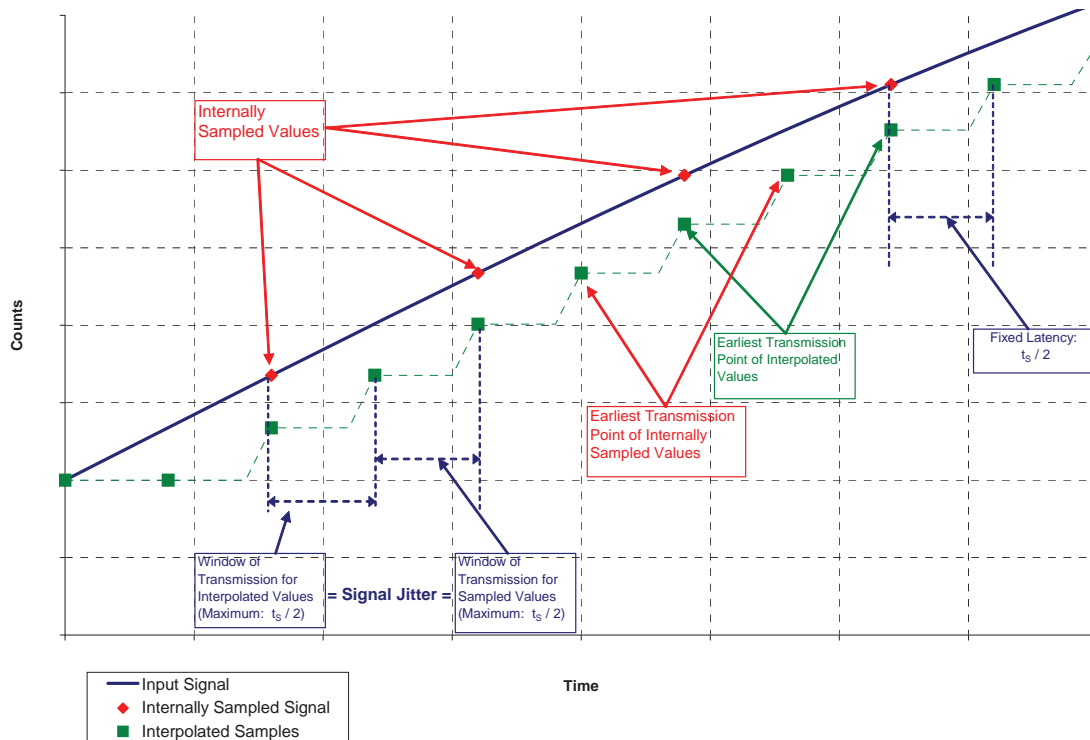 Internally
Sampled Values
Counts
Earliest Transmission
Point of Interpolated
Values
Fixed Latency:
tS / 2
Earliest Transmission
Point of Internally
Sampled Values
Window of
Transmission for
Interpolated Values
(Maximum: tS / 2)
= Signal Jitter =
Window of
Transmission for
Sampled Values
(Maximum: tS / 2)
Time
Input Signal
Internally Sampled Signal
Interpolated Samples